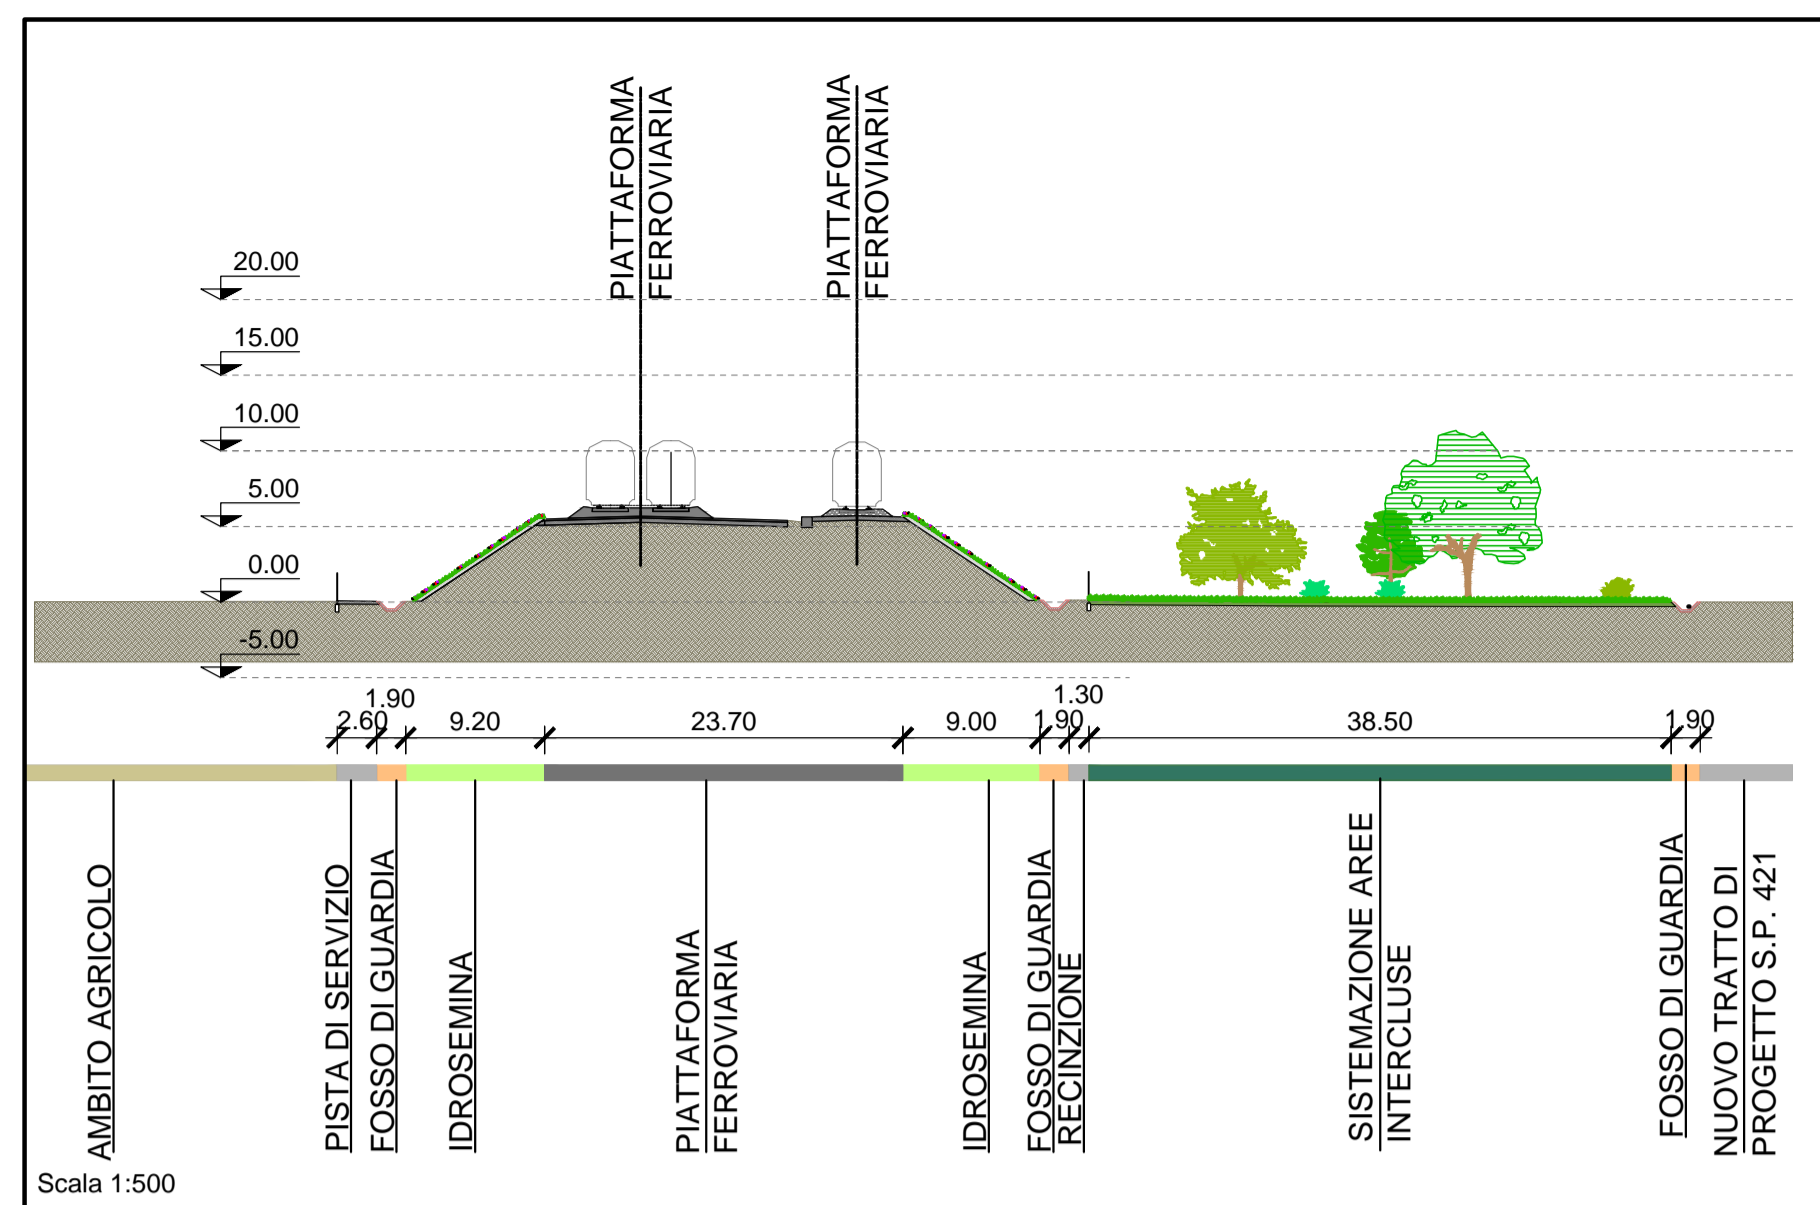 PIATTAFORMA
FERROVIARIA
PIATTAFORMA
FERROVIARIA
20.00
15.00
10.00
5.00
0.00
-5.00
2.60
1.90
9.20
23.70
9.00
1.90
1.30
38.50
1.90
AMBITO AGRICOLO
PISTA DI SERVIZIO
FOSSO DI GUARDIA
IDROSEMINA
PIATTAFORMA
FERROVIARIA
IDROSEMINA
FOSSO DI GUARDIA
RECINZIONE
SISTEMAZIONE AREE
INTERCLUSE
FOSSO DI GUARDIA
NUOVO TRATTO DI
PROGETTO S.P. 421
Scala 1:500